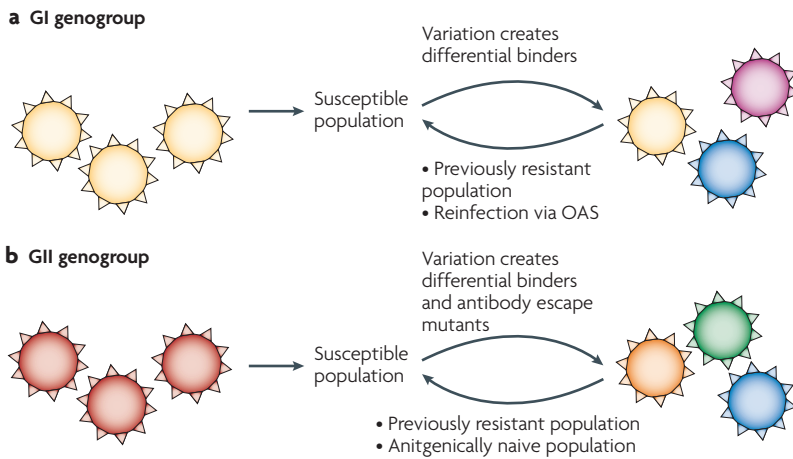 a GI genogroup
Variation creates
differential binders
Susceptible
population
• Previously resistant
population
• Reinfection via OAS
b GII genogroup
Variation creates
differential binders
and antibody escape
mutants
Susceptible
population
• Previously resistant population
• Anitgenically naive population